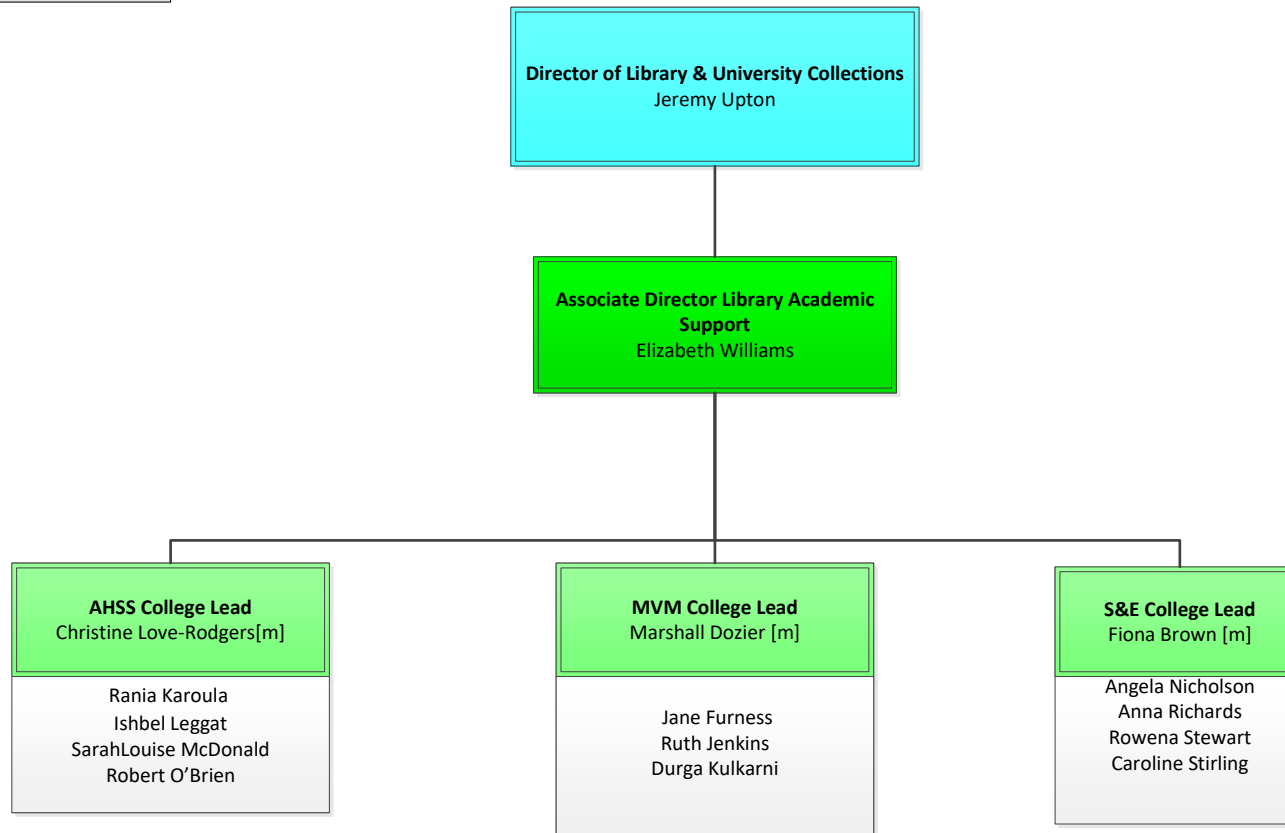 Director of Library & University Collections
Jeremy Upton
Associate Director Library Academic
Support
Elizabeth Williams
AHSS College Lead
Christine Love-Rodgers[m]
Rania Karoula
Ishbel Leggat
SarahLouise McDonald
Robert O’Brien
MVM College Lead
Marshall Dozier [m]
Jane Furness
Ruth Jenkins
Durga Kulkarni
S&E College Lead
Fiona Brown [m]
Angela Nicholson
Anna Richards
Rowena Stewart
Caroline Stirling